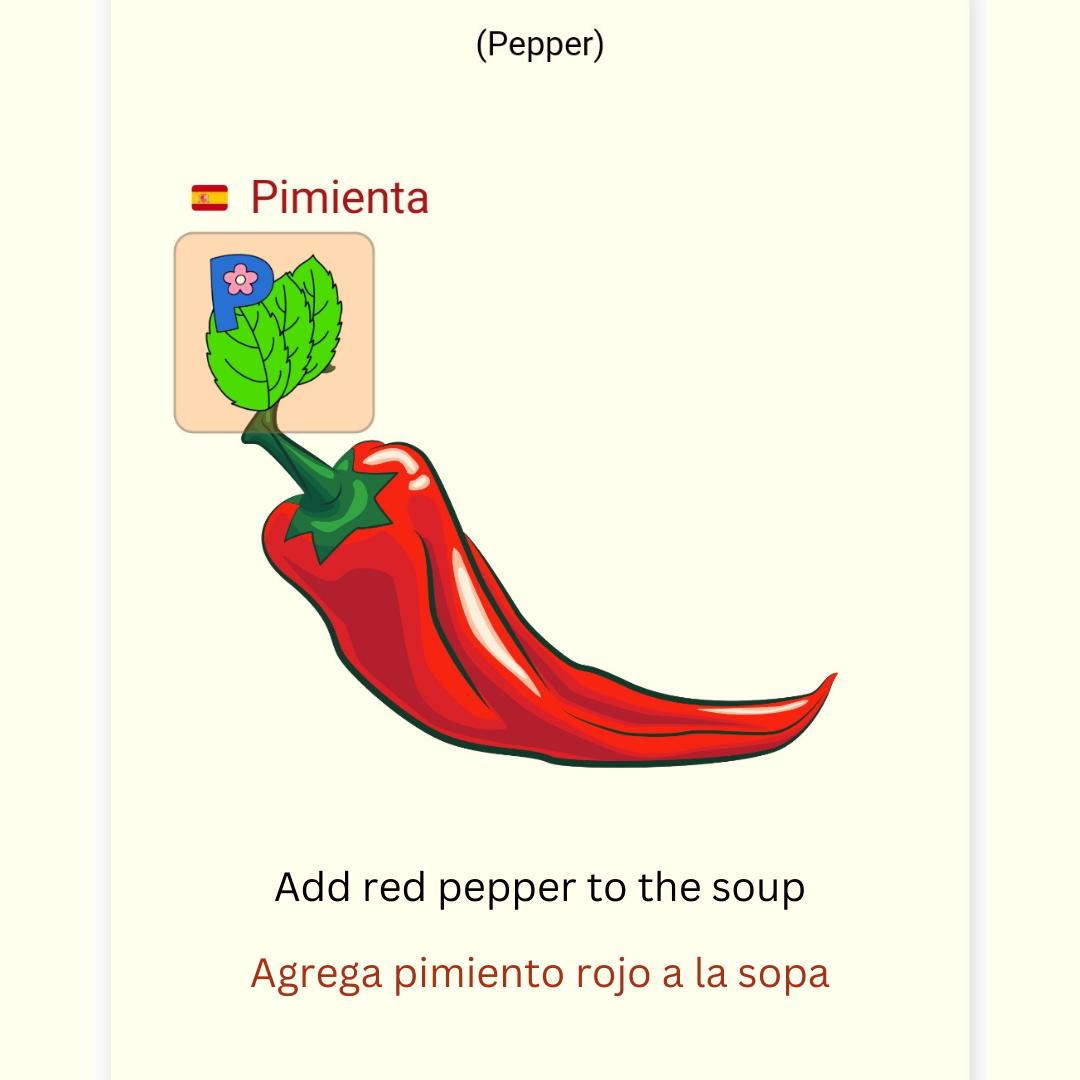 (Pepper)
Pimienta
P
Add red pepper to the soup
Agrega pimiento rojo a la sopa